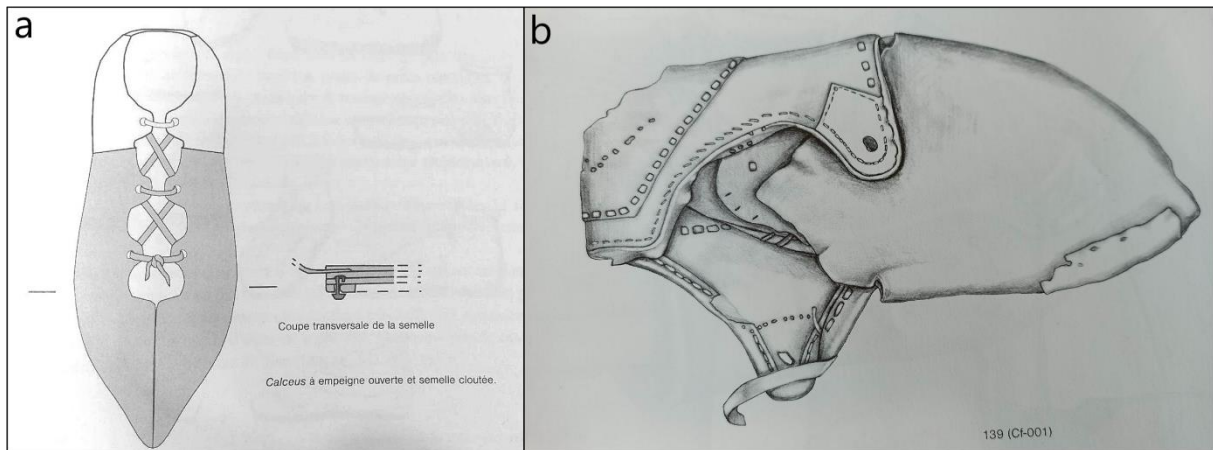 a
Coupe transversale de la semelle
Calceus à empeigne ouverte et semelle cloutée.
b
139 (Cf-001)